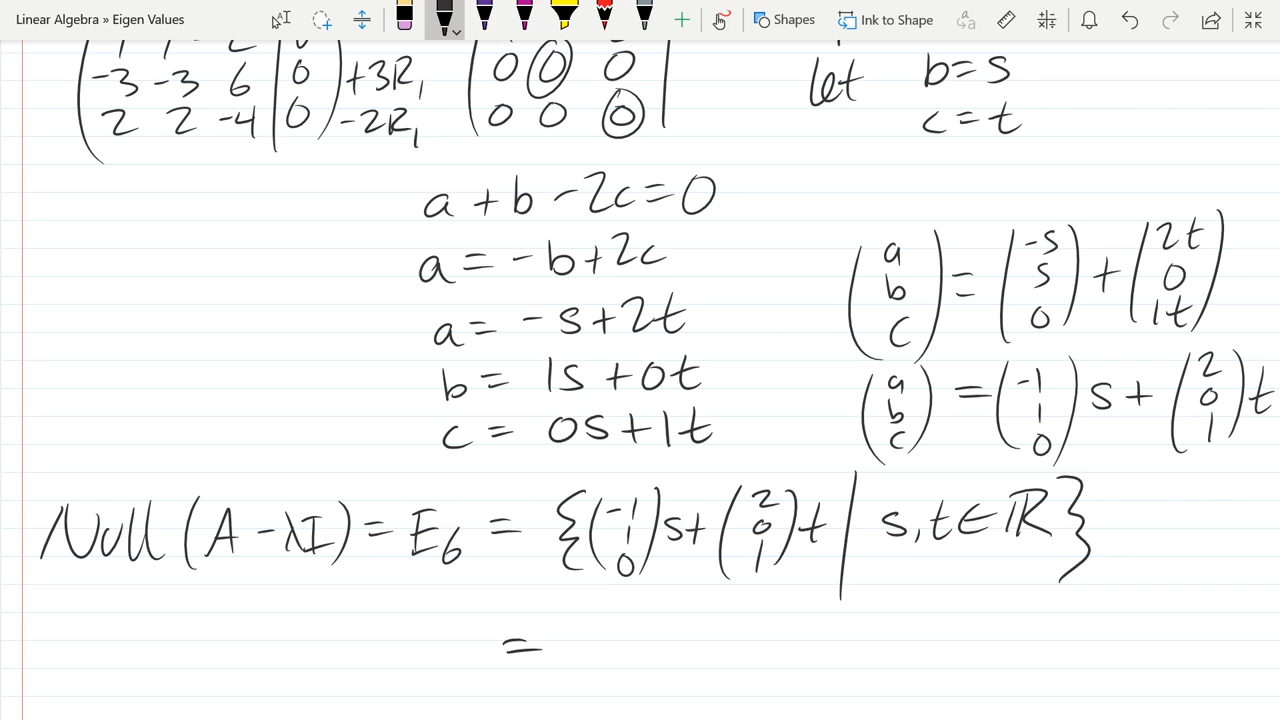 Linear Algebra » Eigen Values
Shapes
Ink to Shape
-3 -3 6 | 0 +3R₁
0 0 0
2 2 -4 | 0 -2R₁
0 0 0
let b = s
c = t
a + b - 2c = 0
a = -b + 2c
a = -s + 2t
b = 1s + 0t
c = 0s + 1t
(a b c) = (-s s 0) + (2t 0 1t)
(a b c) = (-1 1 0) s + (2 0 1) t
Null (A - λI) = E₆ = {(-1 1 0) s + (2 0 1) t | s, t ∈ ℝ}
=